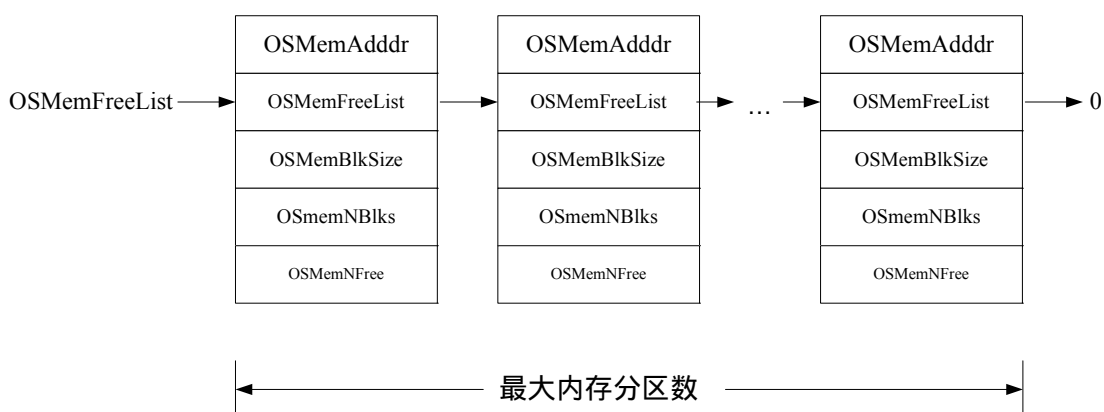 OSMemAdddr OSMemAdddr OSMemAdddr
OSMemFreeList OSMemFreeList OSMemFreeList ... OSMemFreeList 0
OSMemBlkSize OSMemBlkSize OSMemBlkSize
OSmemNBlks OSmemNBlks OSmemNBlks
OSMemNFree OSMemNFree OSMemNFree
最大内存分区数